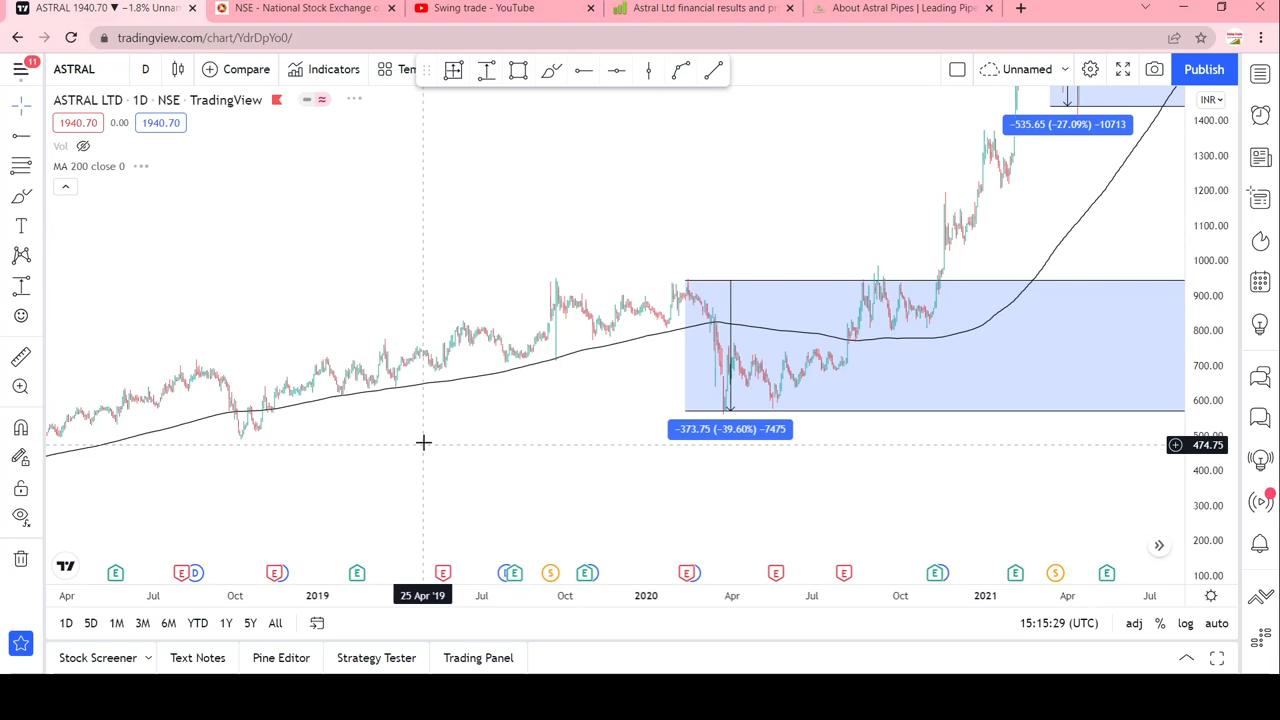 ASTRAL 1940.70 ▼ −1.8% Unnan
NSE - National Stock Exchange o
Swing trade - YouTube
Astral Ltd financial results and pr
About Astral Pipes | Leading Pipe
tradingview.com/chart/YdrDpYo0/
11
ASTRAL
D
Compare
Indicators
Tem
Unnamed
Publish
ASTRAL LTD · 1D · NSE · TradingView
INR
1940.70
0.00
1940.70
Vol
MA 200 close 0
−535.65 (−27.09%) −10713
−373.75 (−39.60%) −7475
1400.00
1300.00
1200.00
1100.00
1000.00
900.00
800.00
700.00
600.00
500.00
474.75
400.00
300.00
200.00
100.00
E
E
D
E
E
E
E
S
E
E
E
E
E
E
S
E
Apr
Jul
Oct
2019
25 Apr '19
Jul
Oct
2020
Apr
Jul
Oct
2021
Apr
Jul
1D
5D
1M
3M
6M
YTD
1Y
5Y
All
15:15:29 (UTC)
adj
%
log
auto
Stock Screener
Text Notes
Pine Editor
Strategy Tester
Trading Panel